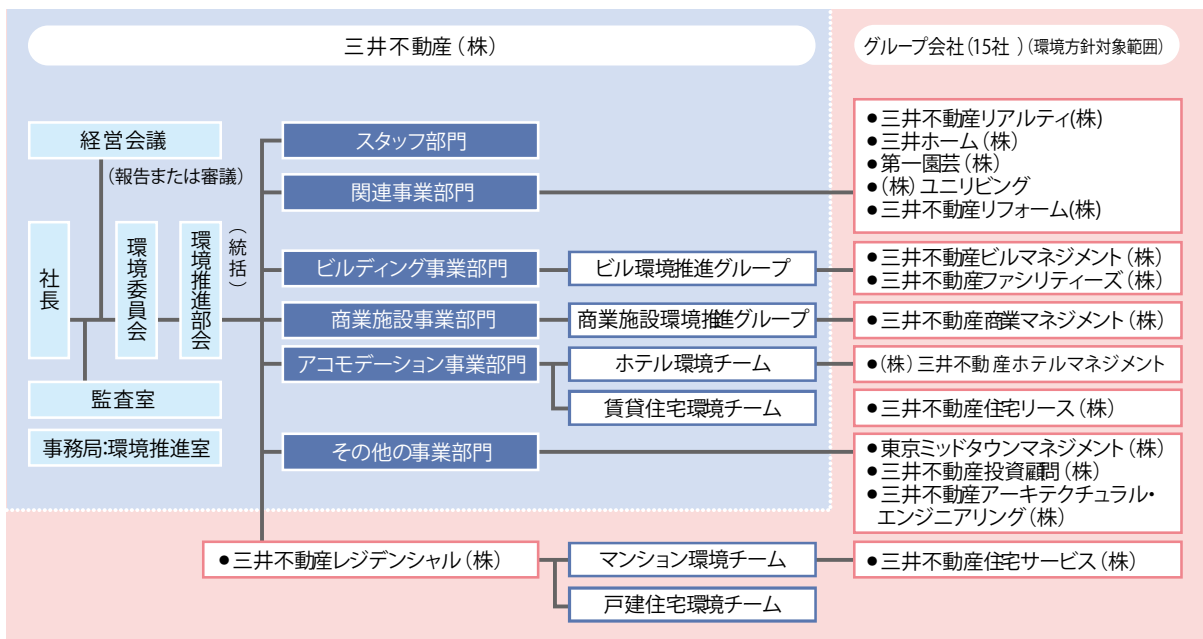 三井不動産(株)
グループ会社(15社 )(環境方針対象範囲)
経営会議
(報告または審議)
社長
環境委員会
環境推進部会
(統括)
監査室
事務局:環境推進室
スタッフ部門
関連事業部門
ビルディング事業部門
商業施設事業部門
アコモデーション事業部門
その他の事業部門
ビル環境推進グループ
商業施設環境推進グループ
ホテル環境チーム
賃貸住宅環境チーム
●三井不動産リアルティ(株)
●三井ホーム(株)
●第一園芸(株)
●(株)ユニリビング
●三井不動産リフォーム(株)
●三井不動産ビルマネジメント(株)
●三井不動産ファシリティーズ(株)
●三井不動産商業マネジメント(株)
●(株)三井不動産ホテルマネジメント
●三井不動産住宅リース(株)
●東京ミッドタウンマネジメント(株)
●三井不動産投資顧問(株)
●三井不動産アーキテクチュラル・
エンジニアリング(株)
●三井不動産レジデンシャル(株)
マンション環境チーム
戸建住宅環境チーム
●三井不動産住宅サービス(株)